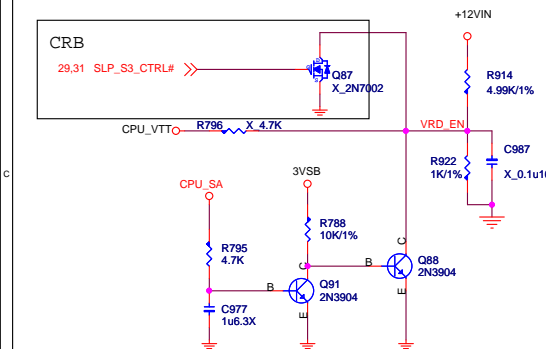 +12VIN
CRB
29,31 SLP_S3_CTRL#
Q87
X_2N7002
R914
4.99K/1%
CPU_VTT
R796
X_4.7K
VRD_EN
C987
X_0.1u16
R922
1K/1%
C
CPU_SA
3VSB
R788
10K/1%
R795
4.7K
C
C
B
Q88
2N3904
E
B
Q91
2N3904
E
C977
1u6.3X